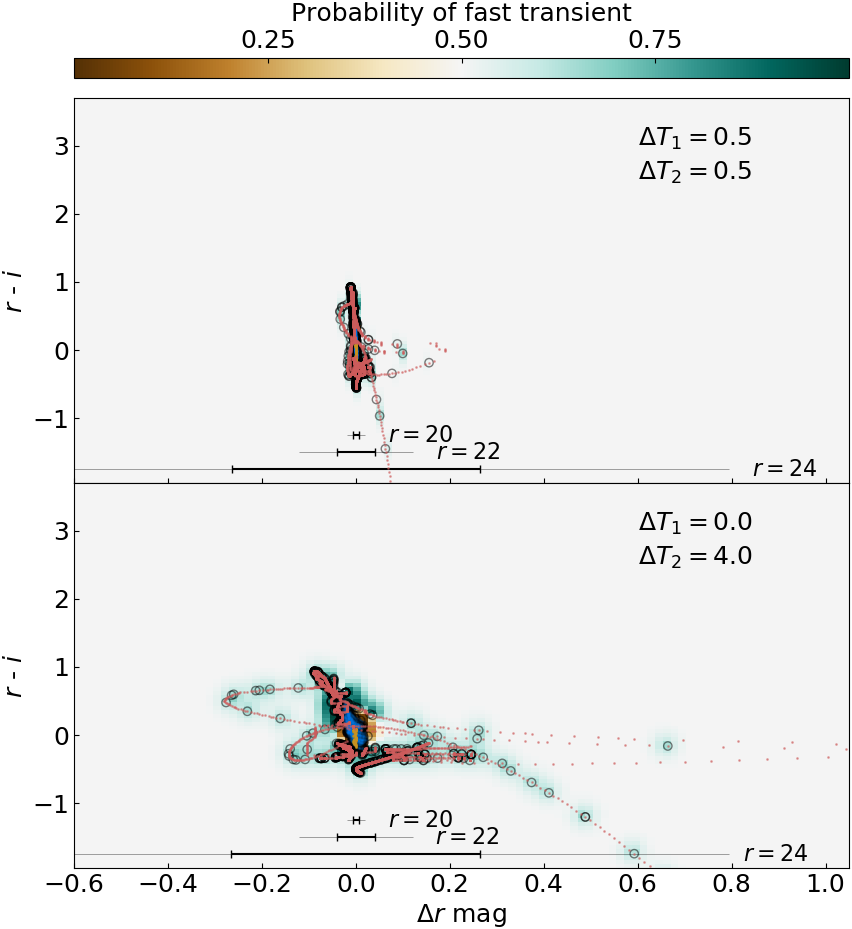 Probability of fast transient
0.25 0.50 0.75
ΔT₁ = 0.5
ΔT₂ = 0.5
3
2
1
0
−1
r - i
r = 20
r = 22
r = 24
ΔT₁ = 0.0
ΔT₂ = 4.0
3
2
1
0
−1
r - i
r = 20
r = 22
r = 24
−0.6 −0.4 −0.2 0.0 0.2 0.4 0.6 0.8 1.0
Δr mag